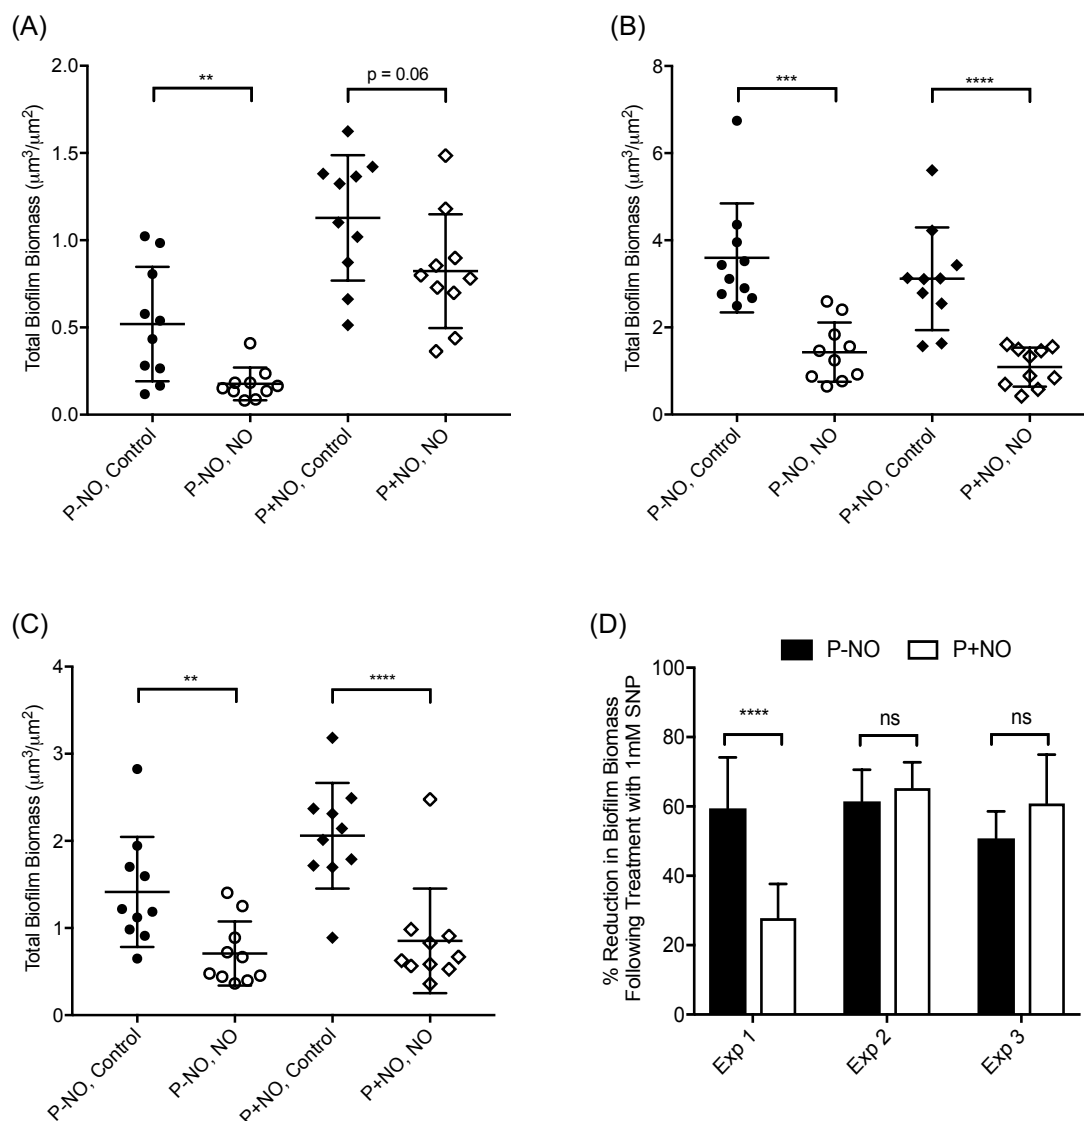 (A)
Total Biofilm Biomass (μm³/μm²)
2.0
1.5
1.0
0.5
0.0
**
p = 0.06
P-NO, Control
P-NO, NO
P+NO, Control
P+NO, NO
(B)
Total Biofilm Biomass (μm³/μm²)
8
6
4
2
0
***
****
P-NO, Control
P-NO, NO
P+NO, Control
P+NO, NO
(C)
Total Biofilm Biomass (μm³/μm²)
4
3
2
1
0
**
****
P-NO, Control
P-NO, NO
P+NO, Control
P+NO, NO
(D)
P-NO
P+NO
% Reduction in Biofilm Biomass
Following Treatment with 1mM SNP
100
80
60
40
20
0
****
ns
ns
Exp 1
Exp 2
Exp 3